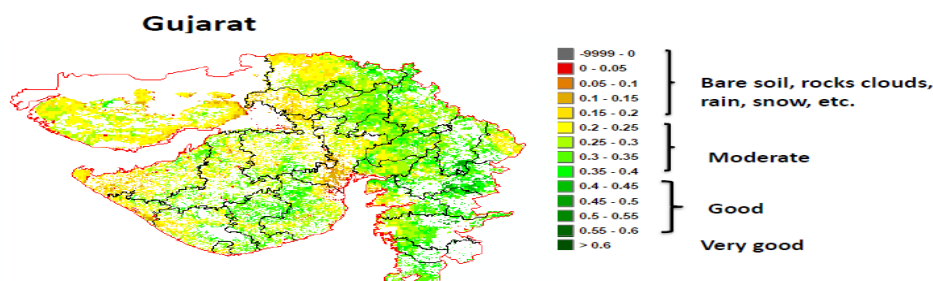 Gujarat
-9999 - 0
0 - 0.05
0.05 - 0.1
0.1 - 0.15
0.15 - 0.2
0.2 - 0.25
0.25 - 0.3
0.3 - 0.35
0.35 - 0.4
0.4 - 0.45
0.45 - 0.5
0.5 - 0.55
0.55 - 0.6
> 0.6
Bare soil, rocks clouds,
rain, snow, etc.
Moderate
Good
Very good